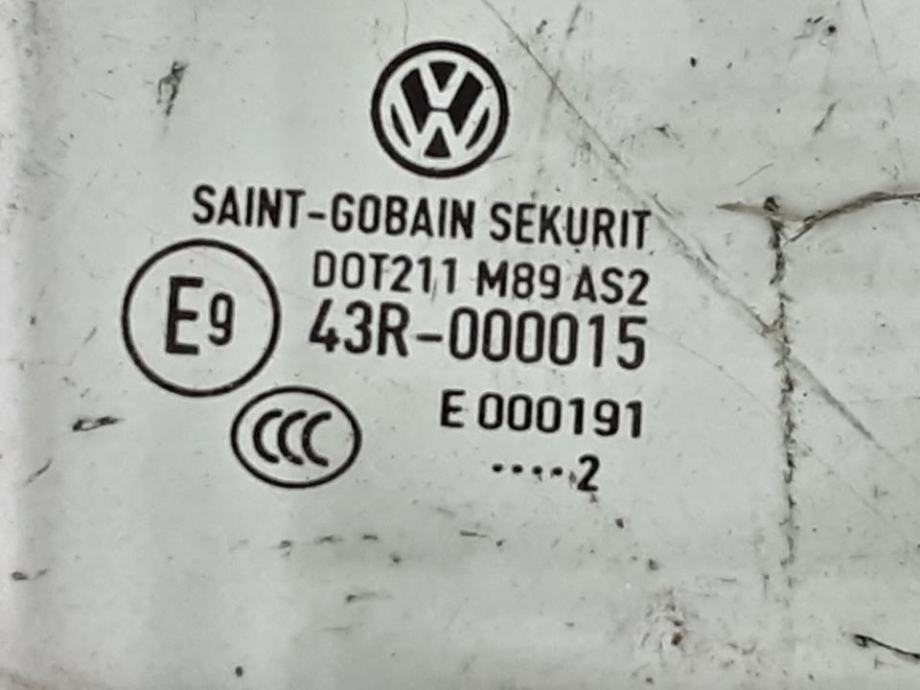 SAINT-GOBAIN SEKURIT
DOT211 M89 AS2
E9
43R-000015
E 000191
CCC
·····2